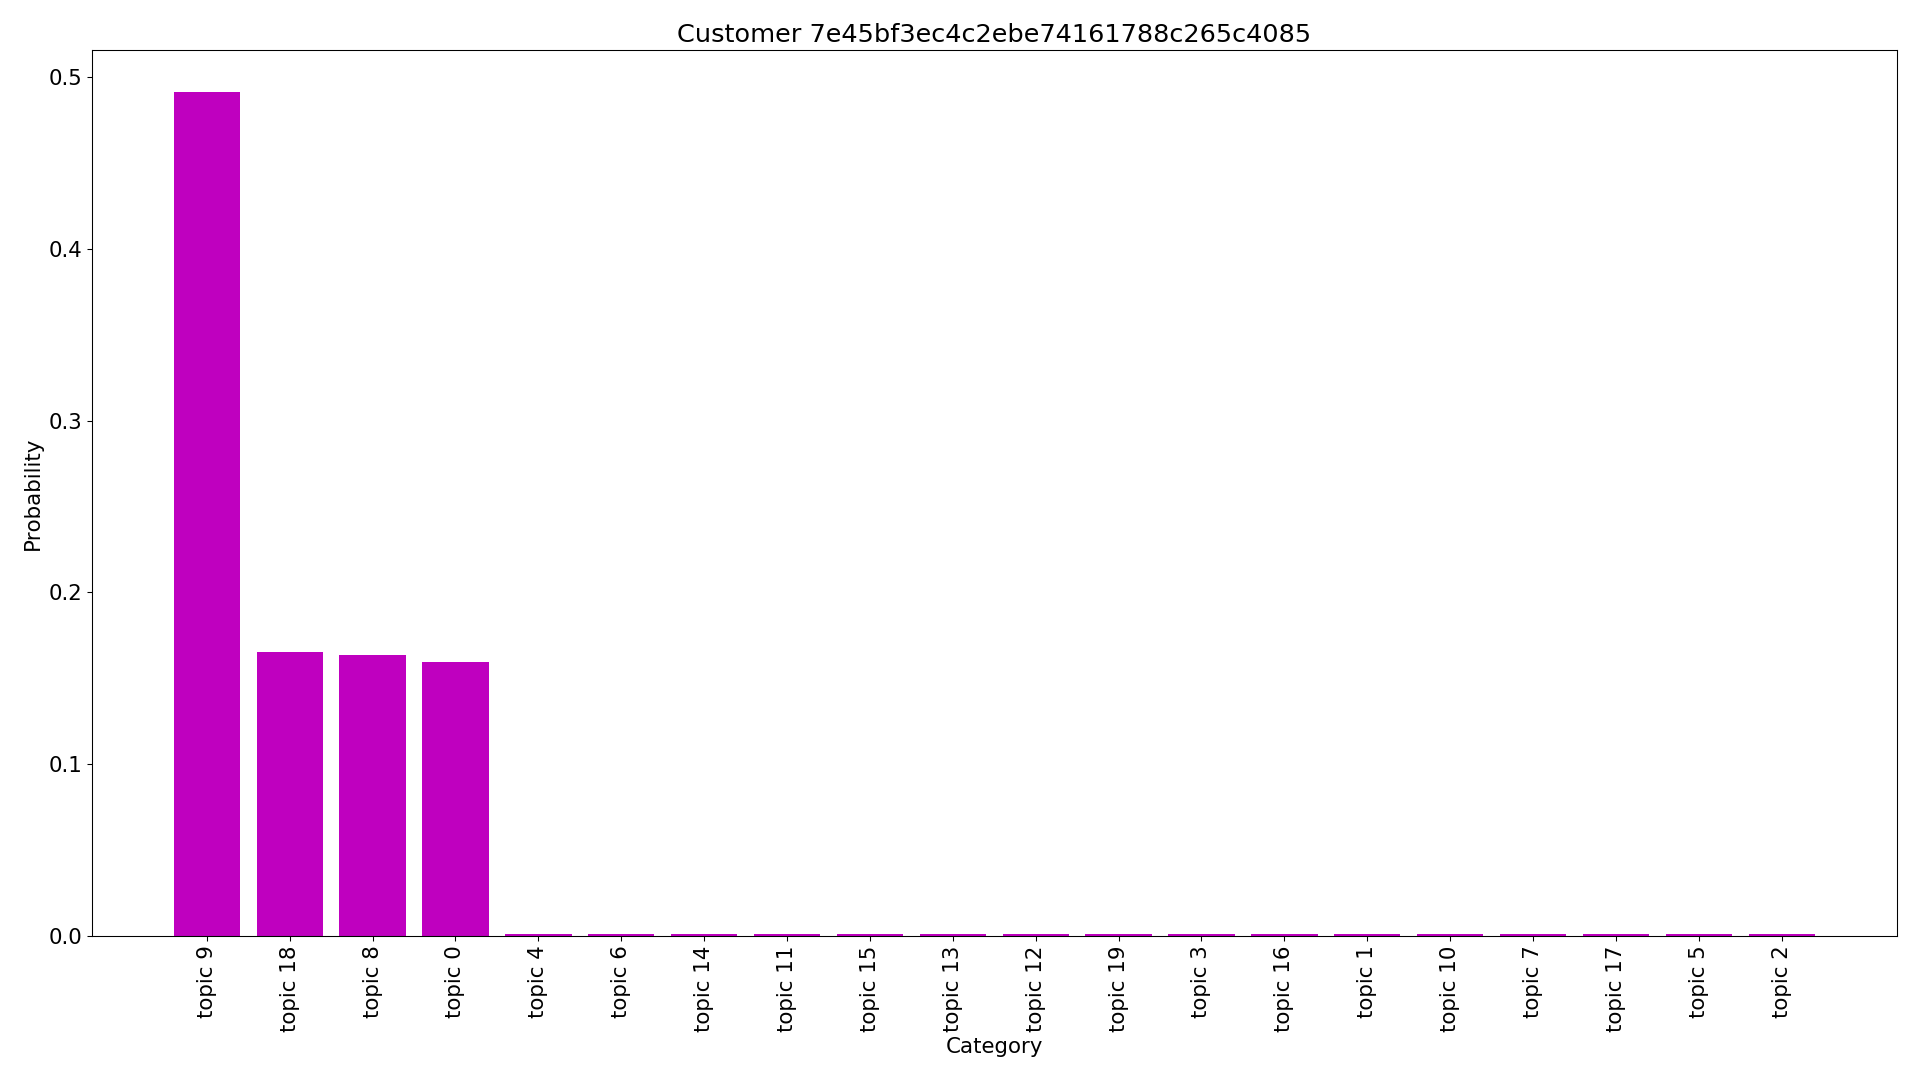 Customer 7e45bf3ec4c2ebe74161788c265c4085
Probability
0.5
0.4
0.3
0.2
0.1
0.0
topic 9
topic 18
topic 8
topic 0
topic 4
topic 6
topic 14
topic 11
topic 15
topic 13
topic 12
topic 19
topic 3
topic 16
topic 1
topic 10
topic 7
topic 17
topic 5
topic 2
Category